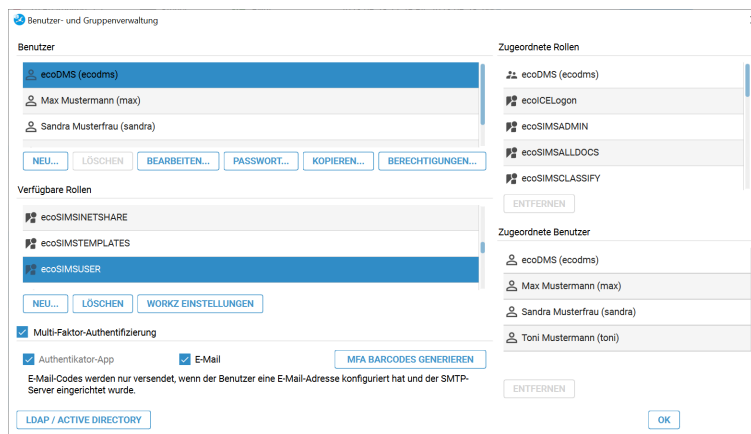 Benutzer- und Gruppenverwaltung
Benutzer
ecoDMS (ecodms)
Max Mustermann (max)
Sandra Musterfrau (sandra)
NEU...
LÖSCHEN
BEARBEITEN...
PASSWORT...
KOPIEREN...
BERECHTIGUNGEN...
Verfügbare Rollen
ecoSIMSINETSHARE
ecoSIMSTEMPLATES
ecoSIMSUSER
NEU...
LÖSCHEN
WORKZ EINSTELLUNGEN
Multi-Faktor-Authentifizierung
Authentikator-App
E-Mail
MFA BARCODES GENERIEREN
E-Mail-Codes werden nur versendet, wenn der Benutzer eine E-Mail-Adresse konfiguriert hat und der SMTP-
Server eingerichtet wurde.
LDAP / ACTIVE DIRECTORY
Zugeordnete Rollen
ecoDMS (ecodms)
ecoICELogon
ecoSIMSADMIN
ecoSIMSALLDOCS
ecoSIMSCLASSIFY
ENTFERNEN
Zugeordnete Benutzer
ecoDMS (ecodms)
Max Mustermann (max)
Sandra Musterfrau (sandra)
Toni Mustermann (toni)
ENTFERNEN
OK